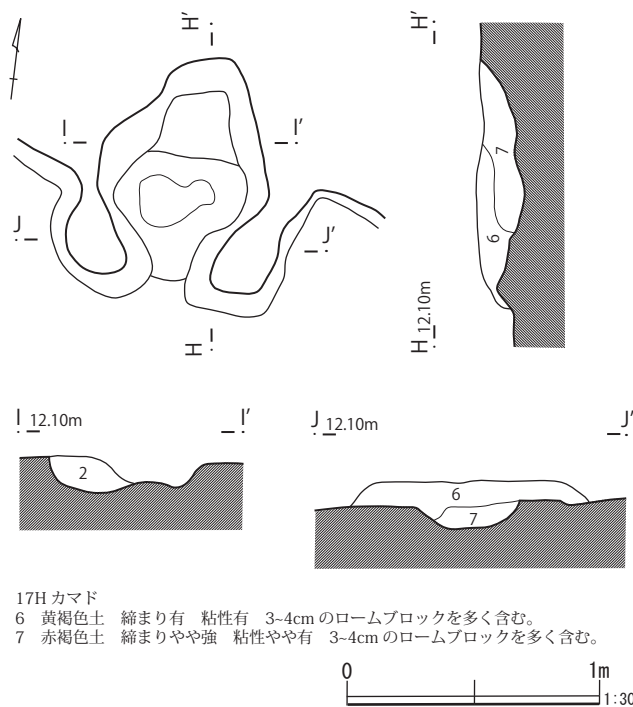 H'
I
I'
J
J'
H
7
6
H'
H 12.10m
I 12.10m
I'
2
J 12.10m
J'
6
7
17H カマド
6 黄褐色土 締まり有 粘性有 3~4cm のロームブロックを多く含む。
7 赤褐色土 締まりやや強 粘性やや有 3~4cm のロームブロックを多く含む。
0
1m
1:30